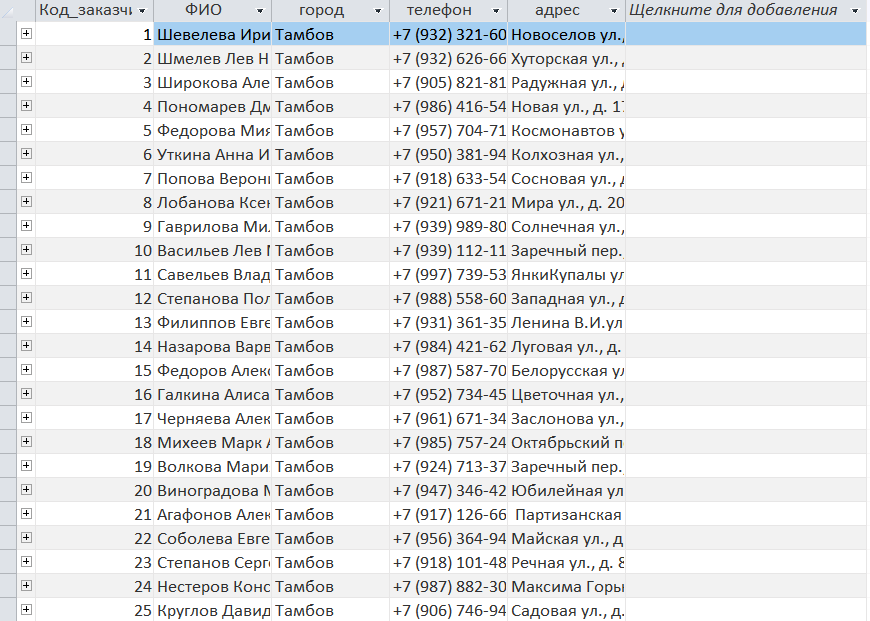 Код_заказчи ФИО город телефон адрес Щелкните для добавления
1 Шевелева Ири Тамбов +7 (932) 321-60 Новоселов ул.,
2 Шмелев Лев Н Тамбов +7 (932) 626-66 Хуторская ул.,
3 Широкова Але Тамбов +7 (905) 821-81 Радужная ул., д
4 Пономарев Дм Тамбов +7 (986) 416-54 Новая ул., д. 17
5 Федорова Мия Тамбов +7 (957) 704-71 Космонавтов у
6 Уткина Анна И Тамбов +7 (950) 381-94 Колхозная ул.,
7 Попова Верони Тамбов +7 (918) 633-54 Сосновая ул., д
8 Лобанова Ксен Тамбов +7 (921) 671-21 Мира ул., д. 20
9 Гаврилова Мил Тамбов +7 (939) 989-80 Солнечная ул.,
10 Васильев Лев М Тамбов +7 (939) 112-11 Заречный пер.
11 Савельев Влад Тамбов +7 (997) 739-53 ЯнкиКупалы ул
12 Степанова Пол Тамбов +7 (988) 558-60 Западная ул., д
13 Филиппов Евге Тамбов +7 (931) 361-35 Ленина В.И.ул
14 Назарова Варв Тамбов +7 (984) 421-62 Луговая ул., д.
15 Федоров Алекс Тамбов +7 (987) 587-70 Белорусская ул
16 Галкина Алиса Тамбов +7 (952) 734-45 Цветочная ул.,
17 Черняева Алек Тамбов +7 (961) 671-34 Заслонова ул.,
18 Михеев Марк А Тамбов +7 (985) 757-24 Октябрьский п
19 Волкова Мари Тамбов +7 (924) 713-37 Заречный пер.
20 Виноградова М Тамбов +7 (947) 346-42 Юбилейная ул
21 Агафонов Алек Тамбов +7 (917) 126-66 Партизанская
22 Соболева Евге Тамбов +7 (956) 364-94 Майская ул., д
23 Степанов Серг Тамбов +7 (918) 101-48 Речная ул., д. 8
24 Нестеров Конс Тамбов +7 (987) 882-30 Максима Горь
25 Круглов Давид Тамбов +7 (906) 746-94 Садовая ул., д.